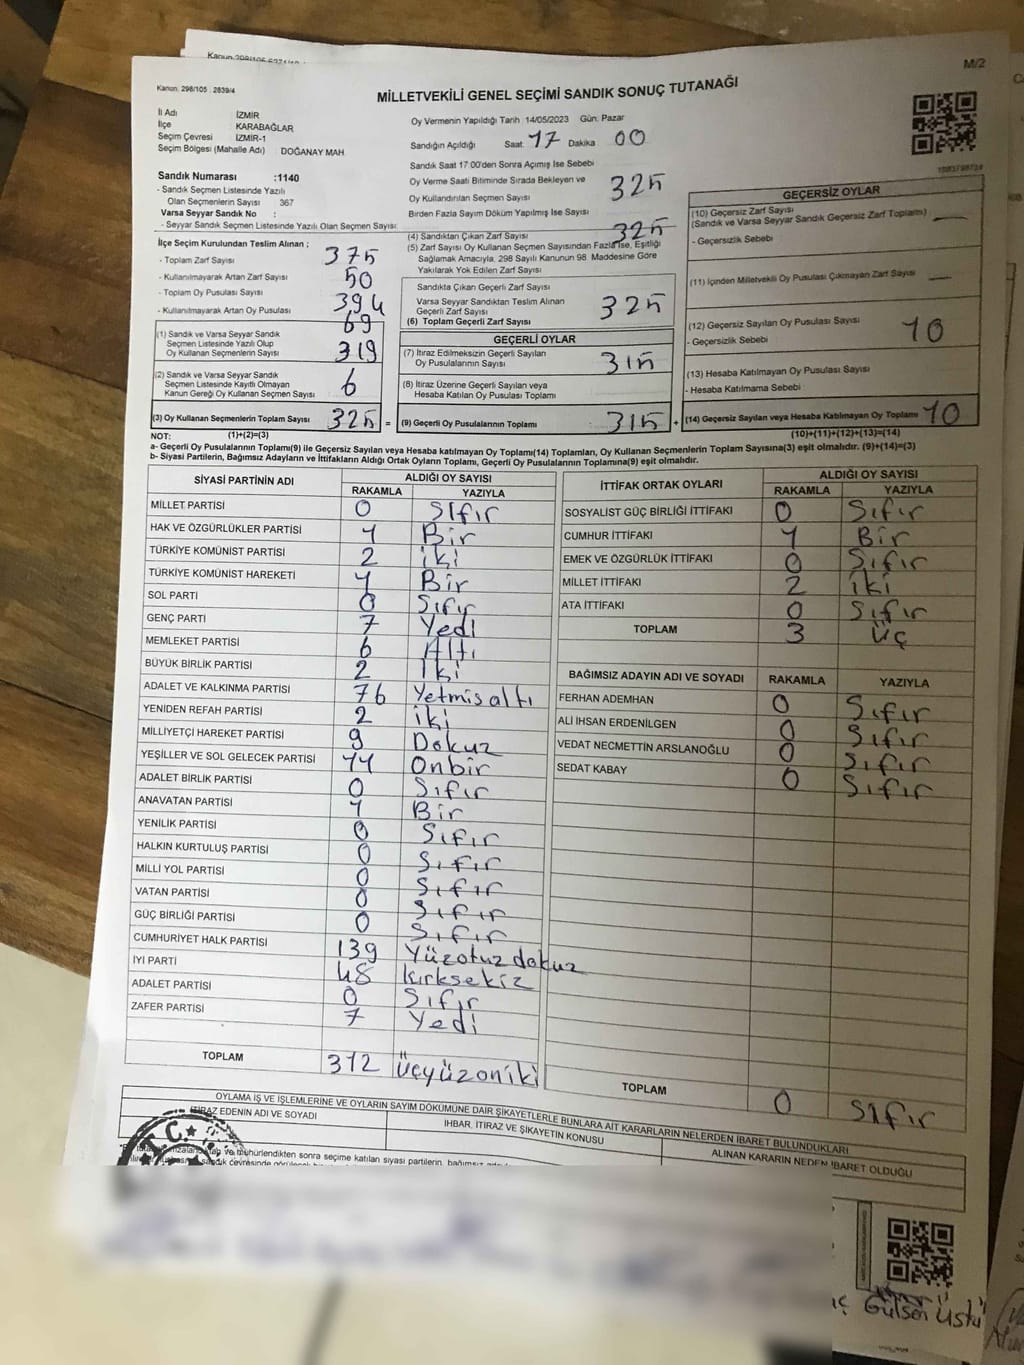 Kanun. 298/105 2839/4
M/2
MİLLETVEKİLİ GENEL SEÇİMİ SANDIK SONUÇ TUTANAĞI
İl Adı İZMİR
İlçe KARABAĞLAR
Seçim Çevresi İZMİR-1
Seçim Bölgesi (Mahalle Adı) DOĞANAY MAH
Sandık Numarası :1140
- Sandık Seçmen Listesinde Yazılı
Olan Seçmenlerin Sayısı 367
Varsa Seyyar Sandık No :
- Seyyar Sandık Seçmen Listesinde Yazılı Olan Seçmen Sayısı
İlçe Seçim Kurulundan Teslim Alınan ;
- Toplam Zarf Sayısı 375
- Kullanılmayarak Artan Zarf Sayısı 50
- Toplam Oy Pusulası Sayısı 394
- Kullanılmayarak Artan Oy Pusulası 69
(1) Sandık ve Varsa Seyyar Sandık
Seçmen Listesinde Yazılı Olup
Oy Kullanan Seçmenlerin Sayısı 319
(2) Sandık ve Varsa Seyyar Sandık
Seçmen Listesinde Kayıtlı Olmayan
Kanun Gereği Oy Kullanan Seçmen Sayısı 6
(3) Oy Kullanan Seçmenlerin Toplam Sayısı 325 =
Oy Vermenin Yapıldığı Tarih 14/05/2023 Gün: Pazar
Sandığın Açıldığı Saat: 17 Dakika 00
Sandık Saat 17:00'den Sonra Açımış Ise Sebebi
Oy Verme Saati Bitiminde Sırada Bekleyen ve
Oy Kullandırılan Seçmen Sayısı 325
Birden Fazla Sayım Döküm Yapılmış Ise Sayısı
(4) Sandıktan Çıkan Zarf Sayısı 325
(5) Zarf Sayısı Oy Kullanan Seçmen Sayısından Fazla Ise, Eşitliği
Sağlamak Amacıyla, 298 Sayılı Kanunun 98 Maddesine Göre
Yakılarak Yok Edilen Zarf Sayısı
Sandıkta Çıkan Geçerli Zarf Sayısı
Varsa Seyyar Sandıktan Teslim Alınan
Geçerli Zarf Sayısı
(6) Toplam Geçerli Zarf Sayısı 325
GEÇERLİ OYLAR
(7) İtiraz Edilmeksizin Geçerli Sayılan
Oy Pusulalarının Sayısı 315
(8) İtiraz Üzerine Geçerli Sayılan veya
Hesaba Katılan Oy Pusulası Toplamı
(9) Geçerli Oy Pusulalarının Toplamı 315 +
GEÇERSİZ OYLAR
(10) Geçersiz Zarf Sayısı
(Sandık ve Varsa Seyyar Sandık Geçersiz Zarf Toplamı) —
- Geçersizlik Sebebi
(11) İçinden Milletvekili Oy Pusulası Çıkmayan Zarf Sayısı —
(12) Geçersiz Sayılan Oy Pusulası Sayısı 10
- Geçersizlik Sebebi
(13) Hesaba Katılmayan Oy Pusulası Sayısı
- Hesaba Katılmama Sebebi
(14) Geçersiz Sayılan veya Hesaba Katılmayan Oy Toplamı 10
NOT: (1)+(2)=(3) (10)+(11)+(12)+(13)=(14)
a- Geçerli Oy Pusulalarının Toplamı(9) ile Geçersiz Sayılan veya Hesaba katılmayan Oy Toplamı(14) Toplamları, Oy Kullanan Seçmenlerin Toplam Sayısına(3) eşit olmalıdır. (9)+(14)=(3)
b- Siyasi Partilerin, Bağımsız Adayların ve İttifakların Aldığı Ortak Oyların Toplamı, Geçerli Oy Pusulalarının Toplamına(9) eşit olmalıdır.
SİYASİ PARTİNİN ADI ALDIĞI OY SAYISI
RAKAMLA YAZIYLA
MİLLET PARTİSİ 0 Sıfır
HAK VE ÖZGÜRLÜKLER PARTİSİ 1 Bir
TÜRKİYE KOMÜNİST PARTİSİ 2 iki
TÜRKİYE KOMÜNİST HAREKETİ 1 Bir
SOL PARTİ 0 Sıfır
GENÇ PARTİ 7 Yedi
MEMLEKET PARTİSİ 6 Altı
BÜYÜK BİRLİK PARTİSİ 2 İki
ADALET VE KALKINMA PARTİSİ 76 Yetmisaltı
YENİDEN REFAH PARTİSİ 2 iki
MİLLİYETÇİ HAREKET PARTİSİ 9 Dokuz
YEŞİLLER VE SOL GELECEK PARTİSİ 11 Onbir
ADALET BİRLİK PARTİSİ 0 Sıfır
ANAVATAN PARTİSİ 1 Bir
YENİLİK PARTİSİ 0 Sıfır
HALKIN KURTULUŞ PARTİSİ 0 Sıfır
MİLLİ YOL PARTİSİ 0 Sıfır
VATAN PARTİSİ 0 Sıfır
GÜÇ BİRLİĞİ PARTİSİ 0 Sıfır
CUMHURİYET HALK PARTİSİ 139 Yüzotuzdokuz
İYİ PARTİ 48 kırksekiz
ADALET PARTİSİ 0 Sıfır
ZAFER PARTİSİ 7 Yedi
TOPLAM 312 üçyüzoniki
İTTİFAK ORTAK OYLARI ALDIĞI OY SAYISI
RAKAMLA YAZIYLA
SOSYALİST GÜÇ BİRLİĞİ İTTİFAKI 0 Sıfır
CUMHUR İTTİFAKI 1 Bir
EMEK VE ÖZGÜRLÜK İTTİFAKI 0 Sıfır
MİLLET İTTİFAKI 2 iki
ATA İTTİFAKI 0 Sıfır
TOPLAM 3 üç
BAĞIMSIZ ADAYIN ADI VE SOYADI RAKAMLA YAZIYLA
FERHAN ADEMHAN 0 Sıfır
ALİ İHSAN ERDENİLGEN 0 Sıfır
VEDAT NECMETTİN ARSLANOĞLU 0 Sıfır
SEDAT KABAY 0 Sıfır
TOPLAM 0 Sıfır
OYLAMA İŞ VE İŞLEMLERİNE VE OYLARIN SAYIM DÖKÜMÜNE DAİR ŞİKAYETLERLE BUNLARA AİT KARARLARIN NELERDEN İBARET BULUNDUKLARI
İTİRAZ EDENİN ADI VE SOYADI IHBAR, İTİRAZ VE ŞİKAYETİN KONUSU ALINAN KARARIN NEDEN İBARET OLDUĞU
T.C.
ve mühürlendikten sonra seçime katılan siyasi partilerin, bağımsız
Gülsen üstü